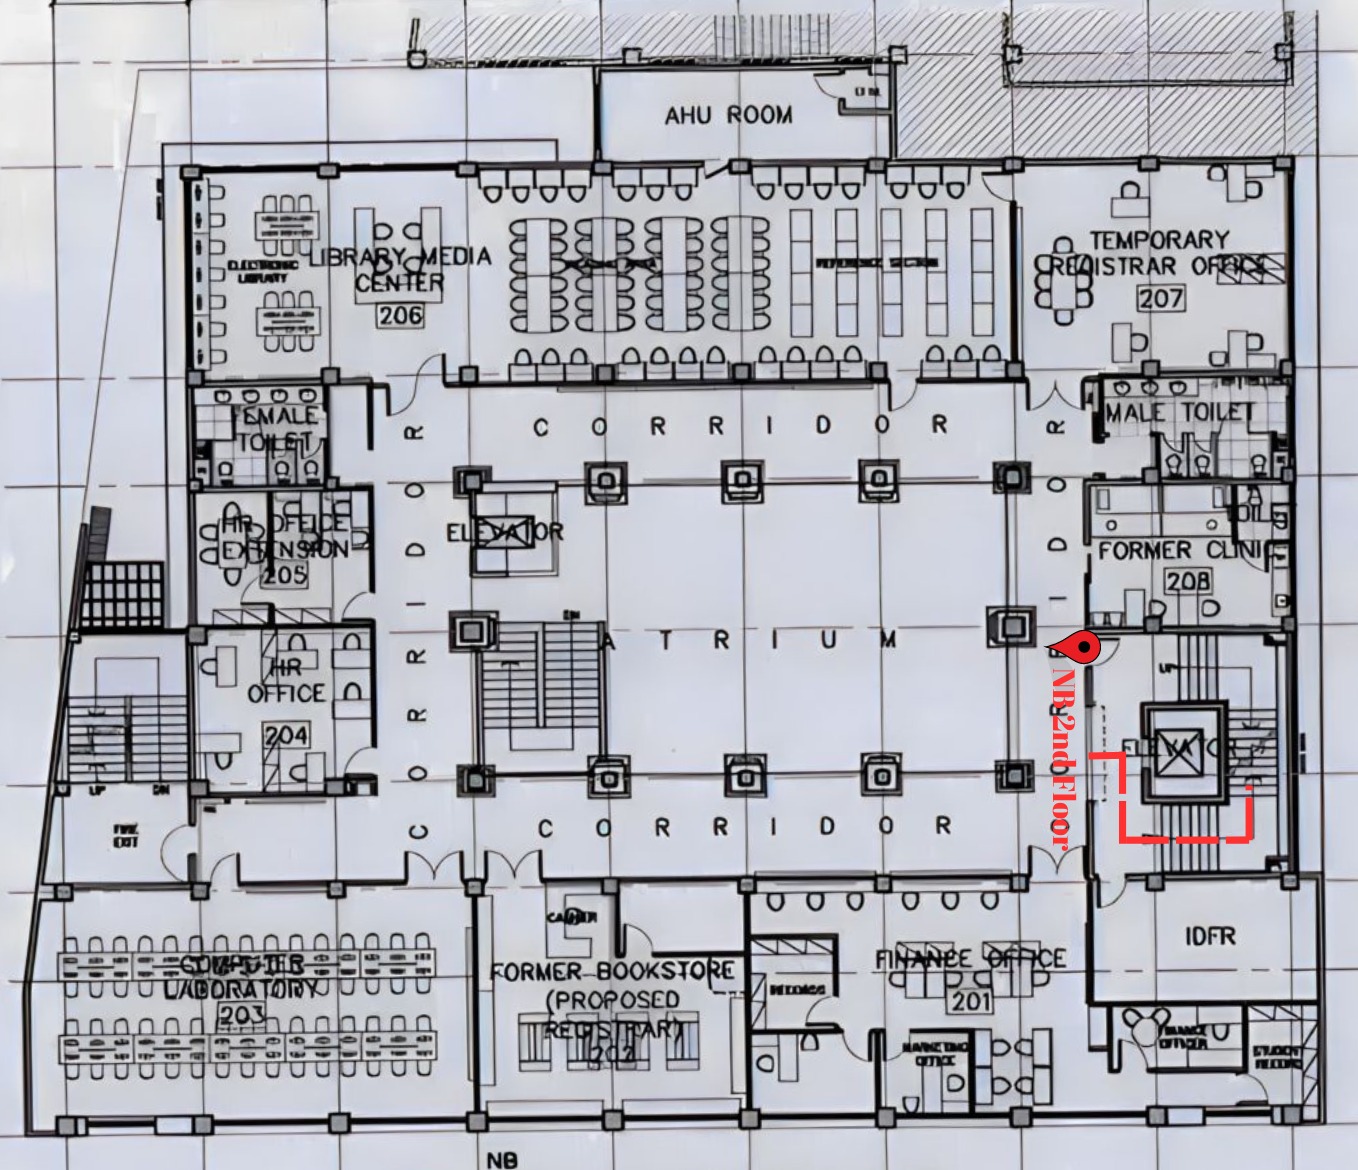 AHU ROOM
TEMPORARY
REGISTRAR OFFICE
207
LIBRARY MEDIA
CENTER
206
ELECTRONIC
LIBRARY
READING AREA
REFERENCE SECTION
FEMALE
TOILET
MALE TOILET
CORRIDOR
CORRIDOR
CORRIDOR
ELEVATOR
HR OFFICE
EXTENSION
205
FORMER CLINIC
208
ATRIUM
DN
UP
NB2ndFloor
HR
OFFICE
204
UP
DN
FIRE
EXIT
CORRIDOR
IDFR
COMPUTER
LABORATORY
203
CASHIER
FORMER BOOKSTORE
(PROPOSED
REGISTRAR)
202
FINANCE OFFICE
201
RECORDS
MARKETING
OFFICE
FINANCE
OFFICER
STUDENT
RECORDS
NB